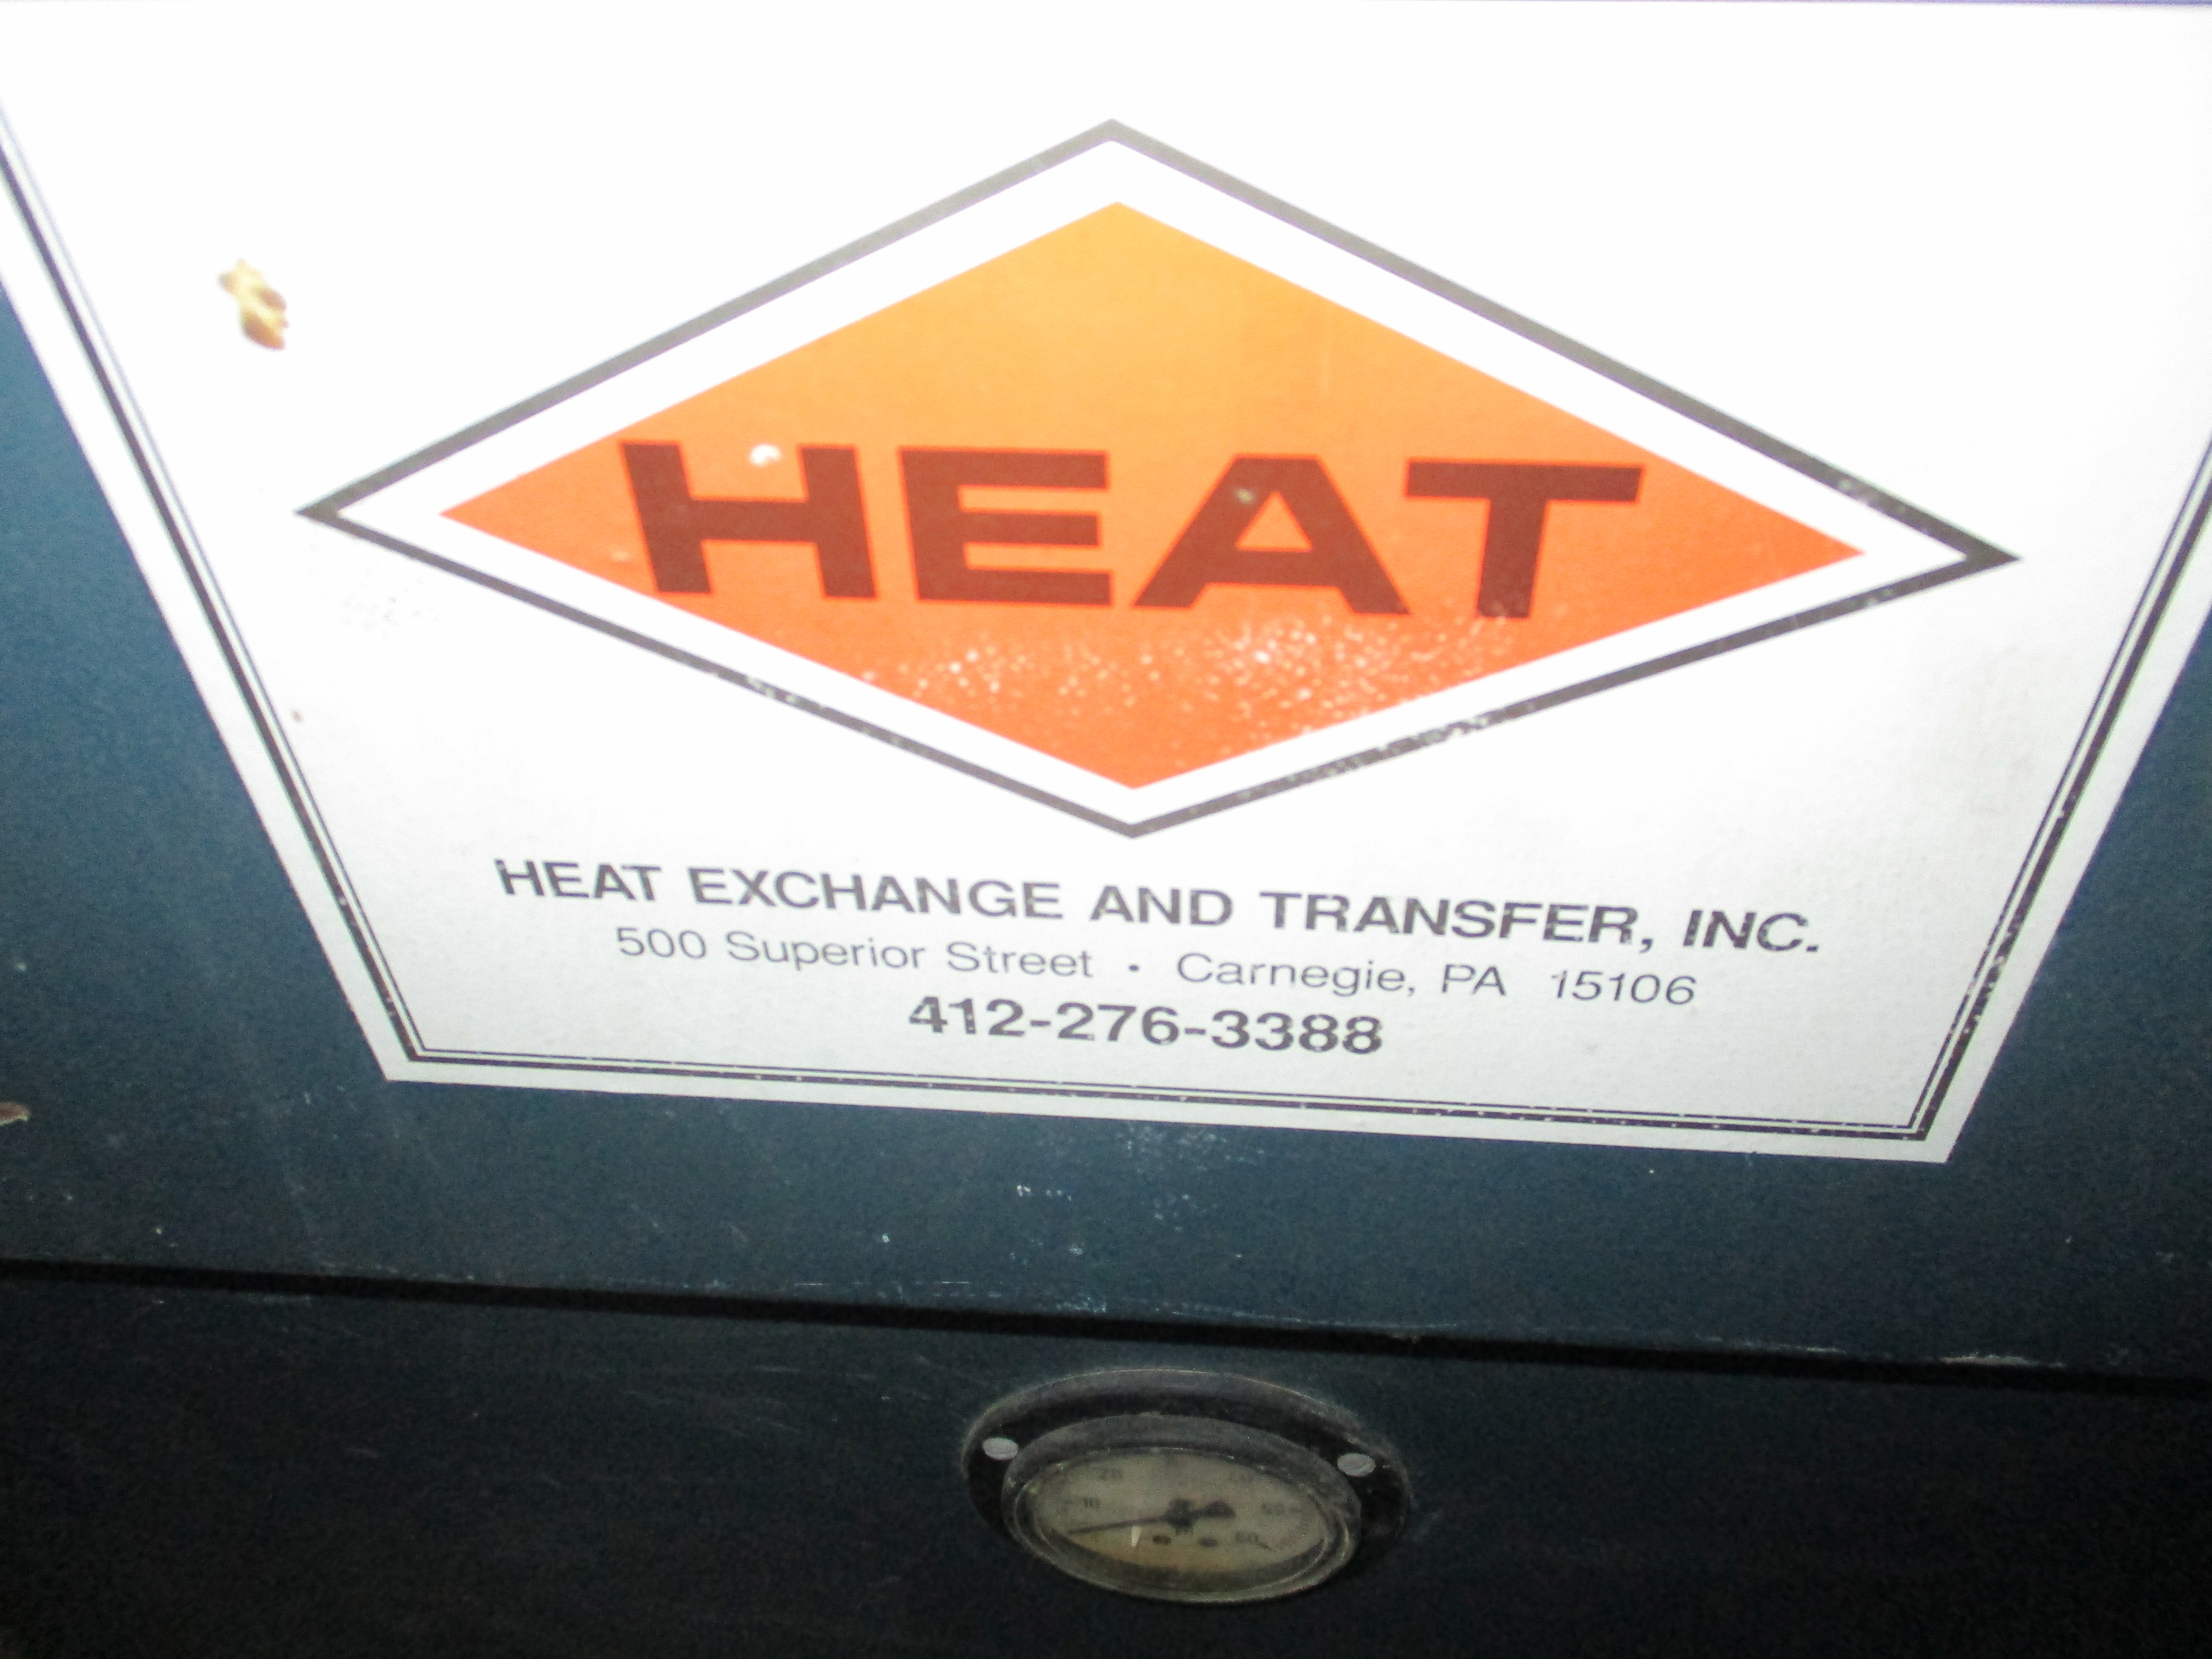 HEAT
HEAT EXCHANGE AND TRANSFER, INC.
500 Superior Street · Carnegie, PA 15106
412-276-3388